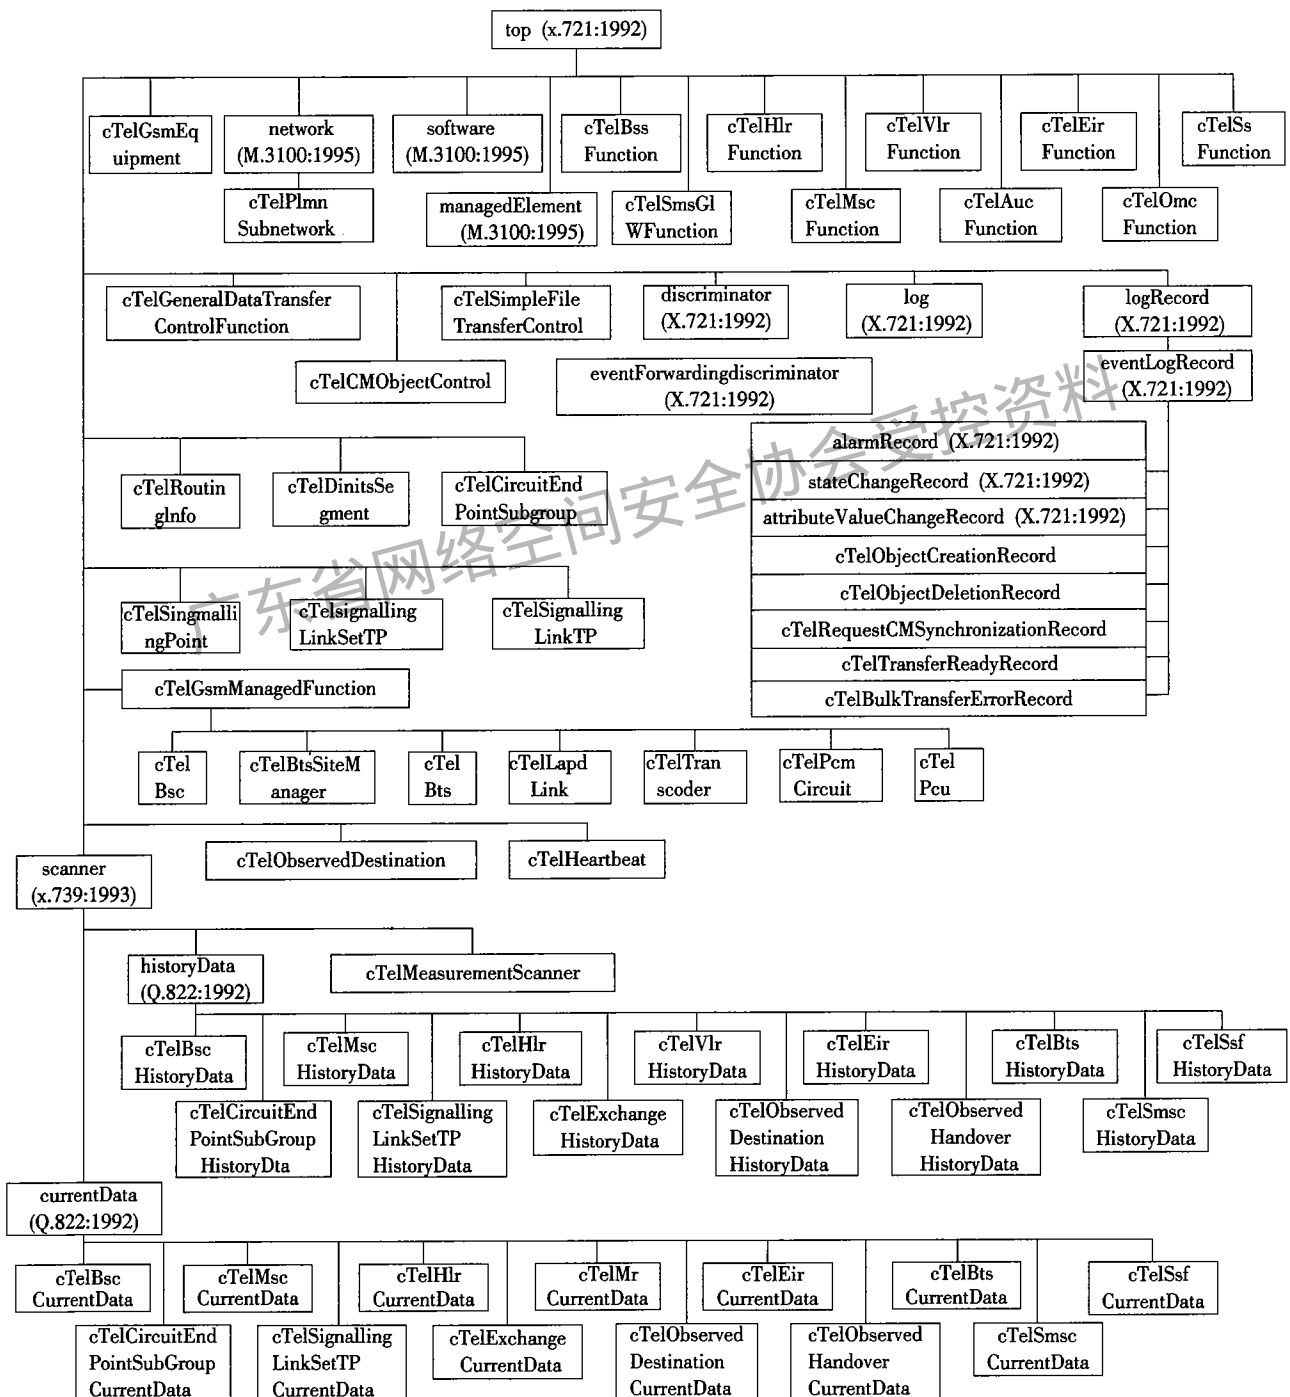 top (x.721:1992)
cTelGsmEq
uipment
network
(M.3100:1995)
software
(M.3100:1995)
cTelBss
Function
cTelHlr
Function
cTelVlr
Function
cTelEir
Function
cTelSs
Function
cTelPlmn
Subnetwork
managedElement
(M.3100:1995)
cTelSmsGl
WFunction
cTelMsc
Function
cTelAuc
Function
cTelOmc
Function
cTelGeneralDataTransfer
ControlFunction
cTelSimpleFile
TransferControl
discriminator
(X.721:1992)
log
(X.721:1992)
logRecord
(X.721:1992)
cTelCMObjectControl
eventForwardingdiscriminator
(X.721:1992)
eventLogRecord
(X.721:1992)
alarmRecord (X.721:1992)
stateChangeRecord (X.721:1992)
attributeValueChangeRecord (X.721:1992)
cTelObjectCreationRecord
cTelObjectDeletionRecord
cTelRequestCMSynchronizationRecord
cTelTransferReadyRecord
cTelBulkTransferErrorRecord
cTelRoutin
gInfo
cTelDinitsSe
gment
cTelCircuitEnd
PointSubgroup
cTelSingmalli
ngPoint
cTelsignalling
LinkSetTP
cTelSignalling
LinkTP
cTelGsmManagedFunction
cTel
Bsc
cTelBtsSiteM
anager
cTel
Bts
cTelLapd
Link
cTelTran
scoder
cTelPcm
Circuit
cTel
Pcu
scanner
(x.739:1993)
cTelObservedDestination
cTelHeartbeat
historyData
(Q.822:1992)
cTelMeasurementScanner
cTelBsc
HistoryData
cTelMsc
HistoryData
cTelHlr
HistoryData
cTelVlr
HistoryData
cTelEir
HistoryData
cTelBts
HistoryData
cTelSsf
HistoryData
cTelCircuitEnd
PointSubGroup
HistoryDta
cTelSignalling
LinkSetTP
HistoryData
cTelExchange
HistoryData
cTelObserved
Destination
HistoryData
cTelObserved
Handover
HistoryData
cTelSmsc
HistoryData
currentData
(Q.822:1992)
cTelBsc
CurrentData
cTelMsc
CurrentData
cTelHlr
CurrentData
cTelMr
CurrentData
cTelEir
CurrentData
cTelBts
CurrentData
cTelSsf
CurrentData
cTelCircuitEnd
PointSubGroup
CurrentData
cTelSignalling
LinkSetTP
CurrentData
cTelExchange
CurrentData
cTelObserved
Destination
CurrentData
cTelObserved
Handover
CurrentData
cTelSmsc
CurrentData
广东省网络空间安全协会受控资料